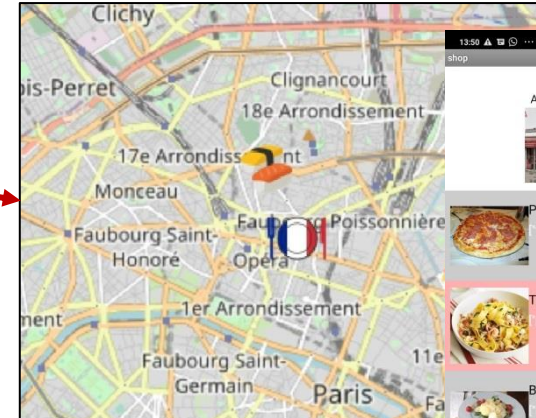 Clichy
is-Perret
Clignancourt
18e Arrondissement
17e Arrondiss nt
Monceau
Faubourg Saint-
Honoré
Faubourg Poissonnière
Opéra
1er Arrondissement
ment
11e
Faubourg Saint-
Germain
Paris
Fa
13:50
shop
A
P
T
B